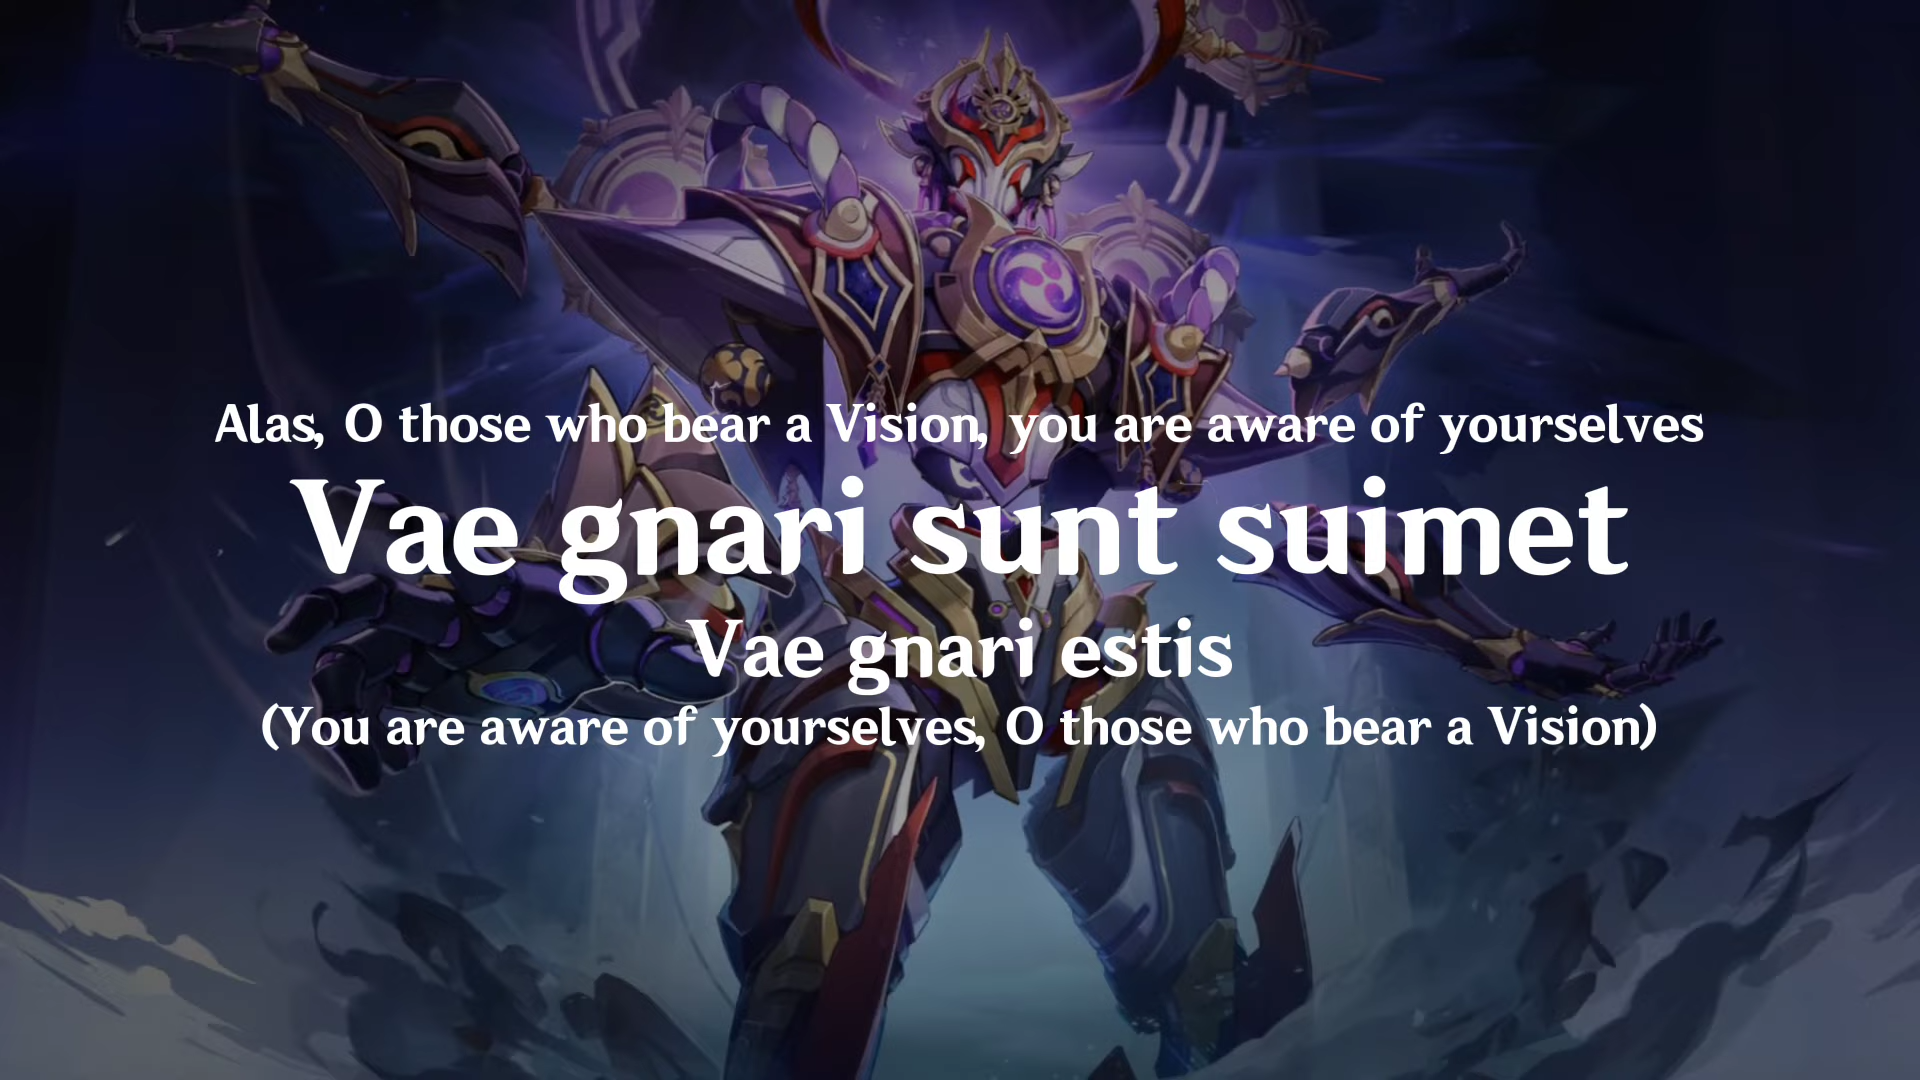 Alas, O those who bear a Vision, you are aware of yourselves
Vae gnari sunt suimet
Vae gnari estis
(You are aware of yourselves, O those who bear a Vision)